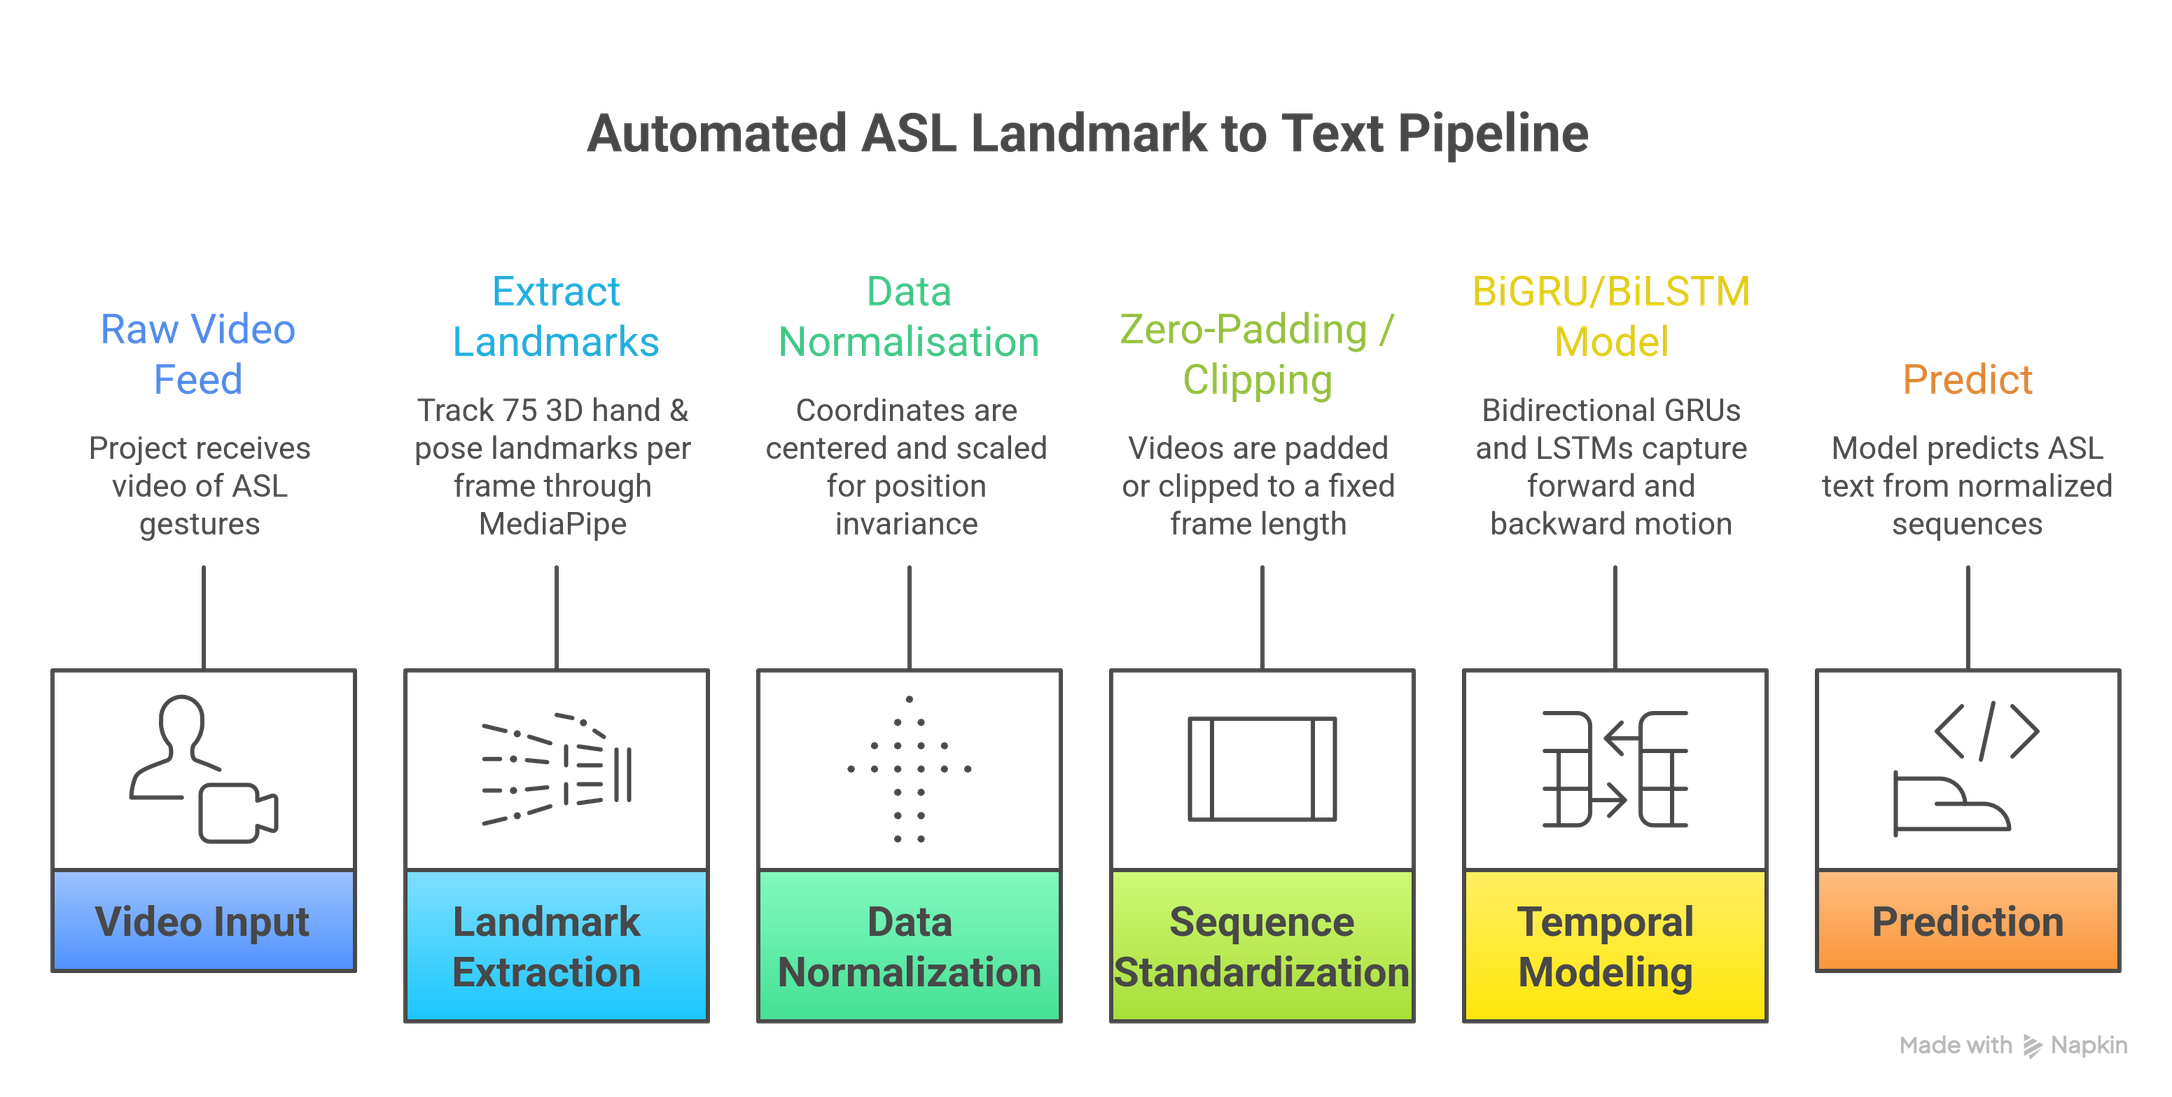 Automated ASL Landmark to Text Pipeline
Raw Video
Feed
Project receives
video of ASL
gestures
Video Input
Extract
Landmarks
Track 75 3D hand &
pose landmarks per
frame through
MediaPipe
Landmark
Extraction
Data
Normalisation
Coordinates are
centered and scaled
for position
invariance
Data
Normalization
Zero-Padding /
Clipping
Videos are padded
or clipped to a fixed
frame length
Sequence
Standardization
BiGRU/BiLSTM
Model
Bidirectional GRUs
and LSTMs capture
forward and
backward motion
Temporal
Modeling
Predict
Model predicts ASL
text from normalized
sequences
Prediction
Made with Napkin